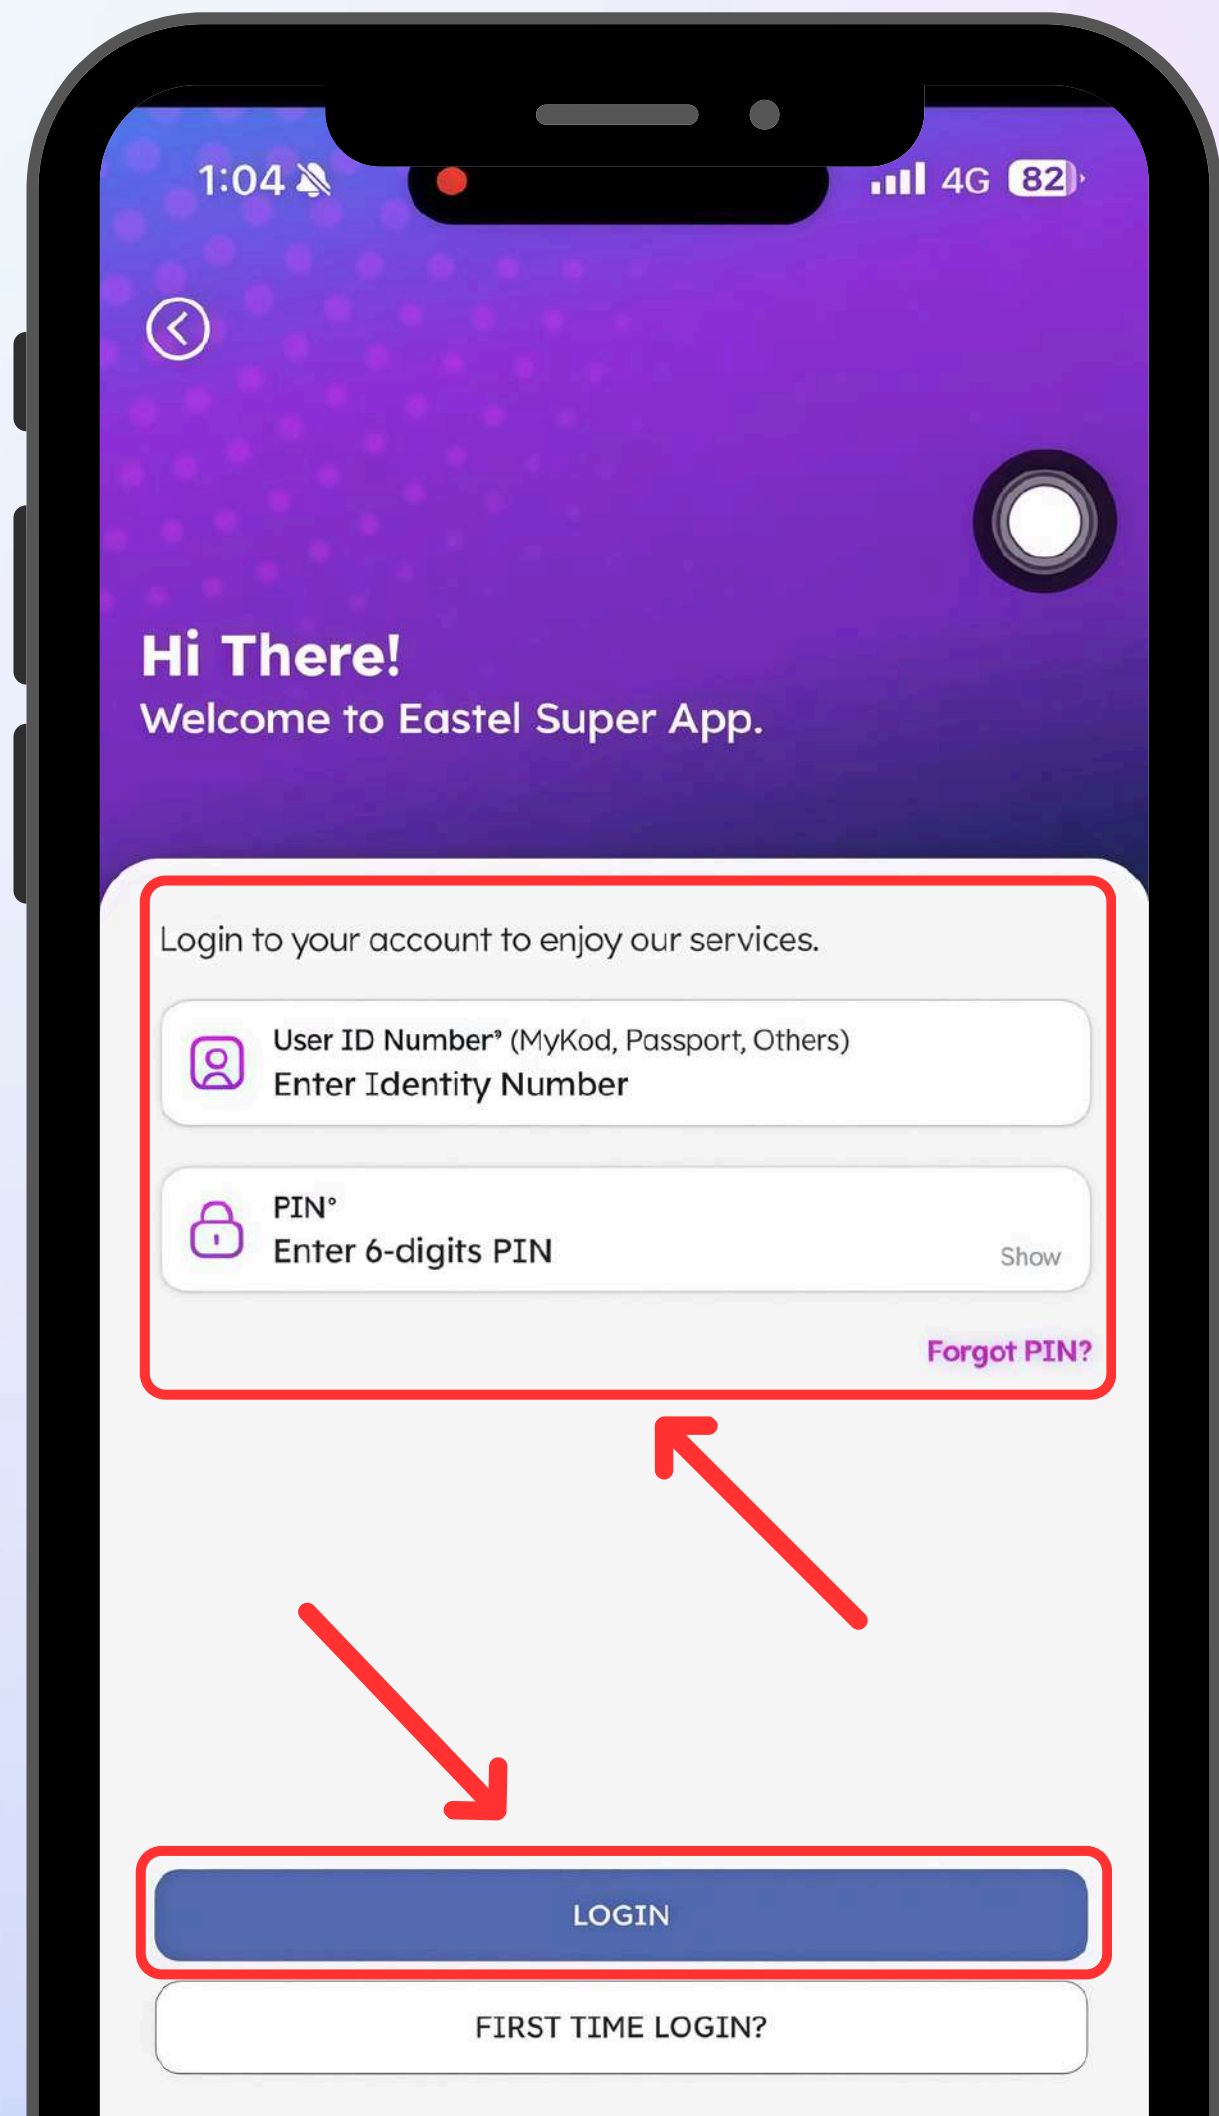 1:04
4G 82
Hi There!
Welcome to Eastel Super App.
Login to your account to enjoy our services.
User ID Number* (MyKad, Passport, Others)
Enter Identity Number
PIN*
Enter 6-digits PIN
Show
Forgot PIN?
LOGIN
FIRST TIME LOGIN?